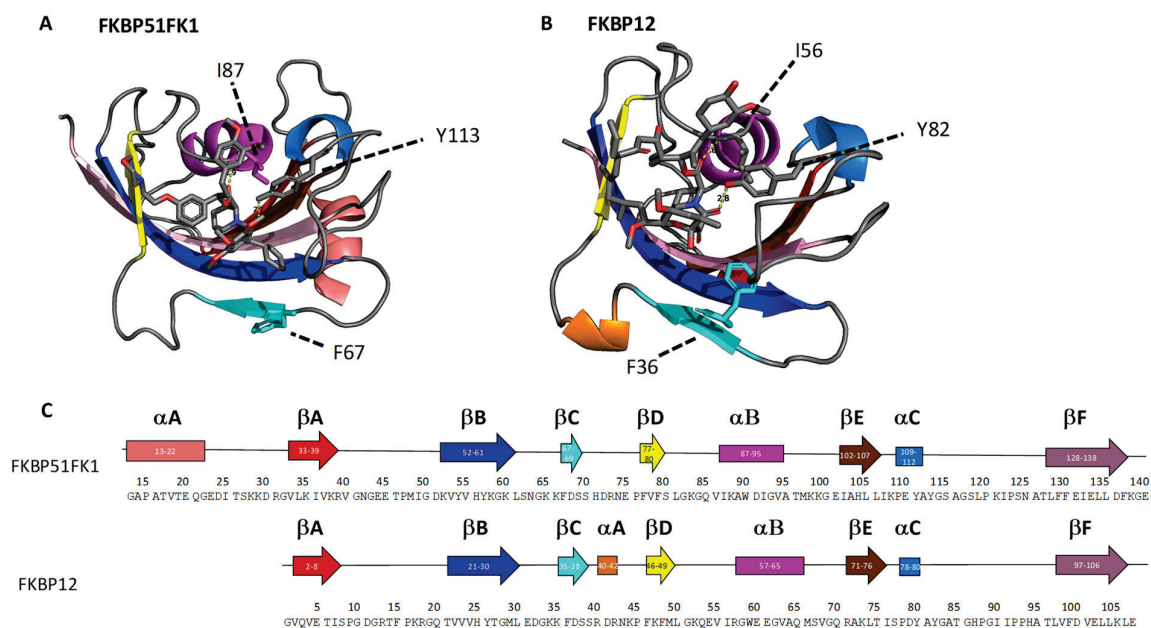 A FKBP51FK1
I87
Y113
F67
B FKBP12
I56
Y82
2.8
F36
C
αA βA βB βC βD αB βE αC βF
FKBP51FK1
13-22 33-39 52-61 67-69 77-80 87-95 102-107 109-112 128-138
15 20 25 30 35 40 45 50 55 60 65 70 75 80 85 90 95 100 105 110 115 120 125 130 135 140
GAP ATVTE QGEDI TSKKD RGVLK IVKRV GNGEE TPMIG DKVYV HYKGK LSNGK KFDSS HDRNE PFVFS LGKGQ VIKAW DIGVA TMKKG EIAHL LIKPE YAYGS AGSLP KIPSN ATLFF EIELL DFKGE
βA βB βC αA βD αB βE αC βF
FKBP12
2-8 21-30 35-38 40-42 46-49 57-65 71-76 78-80 97-106
5 10 15 20 25 30 35 40 45 50 55 60 65 70 75 80 85 90 95 100 105
GVQVE TISPG DGRTF PKRGQ TVVVH YTGML EDGKK FDSSR DRNKP FKFML GKQEV IRGWE EGVAQ MSVGQ RAKLT ISPDY AYGAT GHPGI IPPHA TLVFD VELLK LE